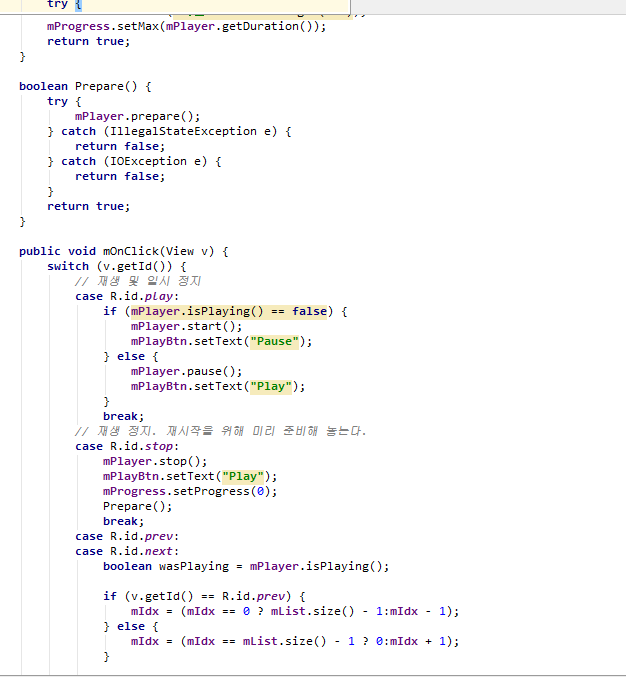 try {
mProgress.setMax(mPlayer.getDuration());
return true;
}
boolean Prepare() {
try {
mPlayer.prepare();
} catch (IllegalStateException e) {
return false;
} catch (IOException e) {
return false;
}
return true;
}
public void mOnClick(View v) {
switch (v.getId()) {
// 재생 및 일시 정지
case R.id.play:
if (mPlayer.isPlaying() == false) {
mPlayer.start();
mPlayBtn.setText("Pause");
} else {
mPlayer.pause();
mPlayBtn.setText("Play");
}
break;
// 재생 정지. 재시작을 위해 미리 준비해 놓는다.
case R.id.stop:
mPlayer.stop();
mPlayBtn.setText("Play");
mProgress.setProgress(0);
Prepare();
break;
case R.id.prev:
case R.id.next:
boolean wasPlaying = mPlayer.isPlaying();
if (v.getId() == R.id.prev) {
mIdx = (mIdx == 0 ? mList.size() - 1:mIdx - 1);
} else {
mIdx = (mIdx == mList.size() - 1 ? 0:mIdx + 1);
}